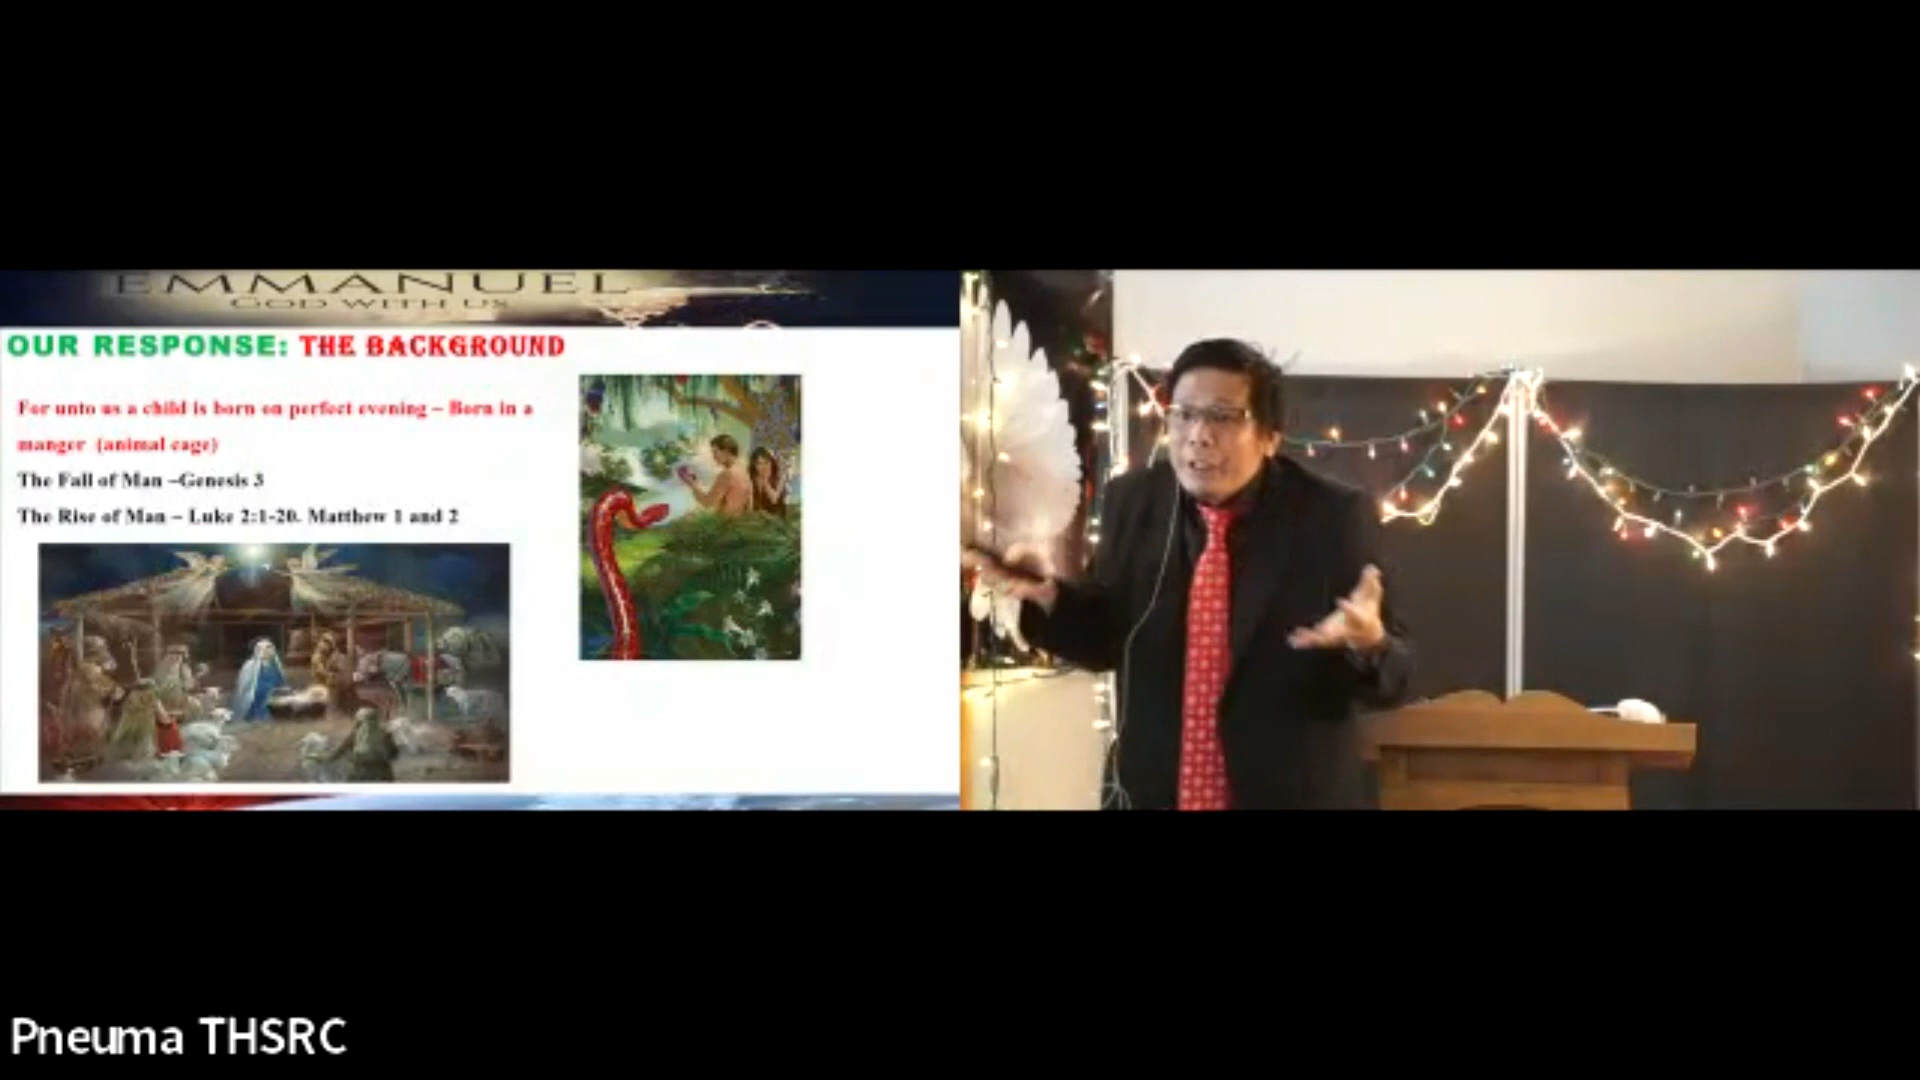 EMMANUEL
GOD WITH US
OUR RESPONSE: THE BACKGROUND
For unto us a child is born on perfect evening – Born in a
manger (animal cage)
The Fall of Man –Genesis 3
The Rise of Man – Luke 2:1-20. Matthew 1 and 2
Pneuma THSRC